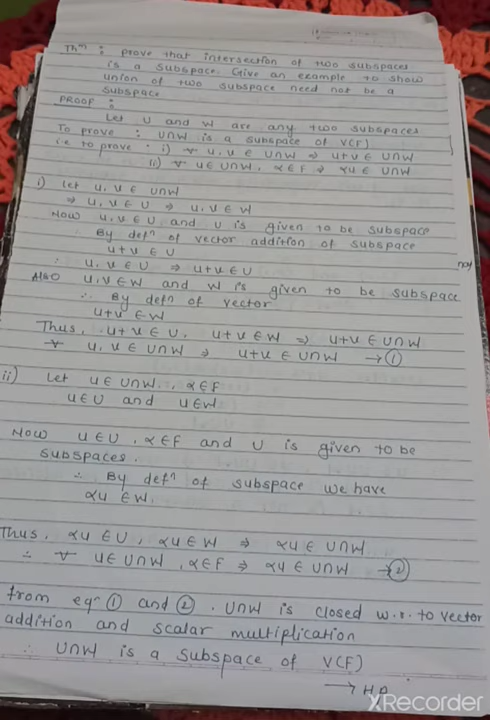 Thm : prove that intersection of two subspaces
is a subspace. Give an example to show
union of two subspace need not be a
subspace
PROOF :
Let U and W are any two subspaces
To prove : U∩W is a subspace of V(F)
i.e to prove : i) ∀ u, v ∈ U∩W ⇒ u+v ∈ U∩W
ii) ∀ u ∈ U∩W, α∈F ⇒ αu ∈ U∩W
i) Let u, v ∈ U∩W
⇒ u, v ∈ U ⇒ u, v ∈ W
Now u, v ∈ U and U is given to be subspace
∴ By defn of vector addition of subspace
u+v ∈ U
∴ u, v ∈ U ⇒ u+v ∈ U
Also u, v ∈ W and W is given to be subspace
∴ By defn of vector
u+v ∈ W
Thus, u+v ∈ U, u+v ∈ W ⇒ u+v ∈ U∩W
∀ u, v ∈ U∩W ⇒ u+v ∈ U∩W → ①
ii) Let u ∈ U∩W, α∈F
u ∈ U and u ∈ W
Now u ∈ U, α∈F and U is given to be
subspaces.
∴ By defn of subspace we have
αu ∈ W.
Thus, αu ∈ U, αu ∈ W ⇒ αu ∈ U∩W
∴ ∀ u ∈ U∩W, α∈F ⇒ αu ∈ U∩W → ②
from eqn ① and ②. U∩W is closed w.r. to vector
addition and scalar multiplication
∴ U∩W is a subspace of V(F)
→ HP
XRecorder